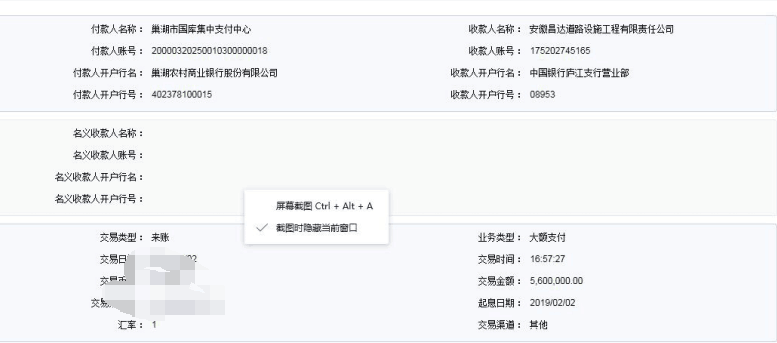 付款人名称： 巢湖市国库集中支付中心 收款人名称： 安徽昌达道路设施工程有限责任公司
付款人账号： 20000320250010300000018 收款人账号： 175202745165
付款人开户行名： 巢湖农村商业银行股份有限公司 收款人开户行名： 中国银行庐江支行营业部
付款人开户行号： 402378100015 收款人开户行号： 08953
名义收款人名称：
名义收款人账号：
名义收款人开户行名：
名义收款人开户行号：
屏幕截图 Ctrl + Alt + A
截图时隐藏当前窗口
交易类型： 来账 业务类型： 大额支付
交易 02 交易时间： 16:57:27
交易 交易金额： 5,600,000.00
交易 起息日期： 2019/02/02
汇率： 1 交易渠道： 其他